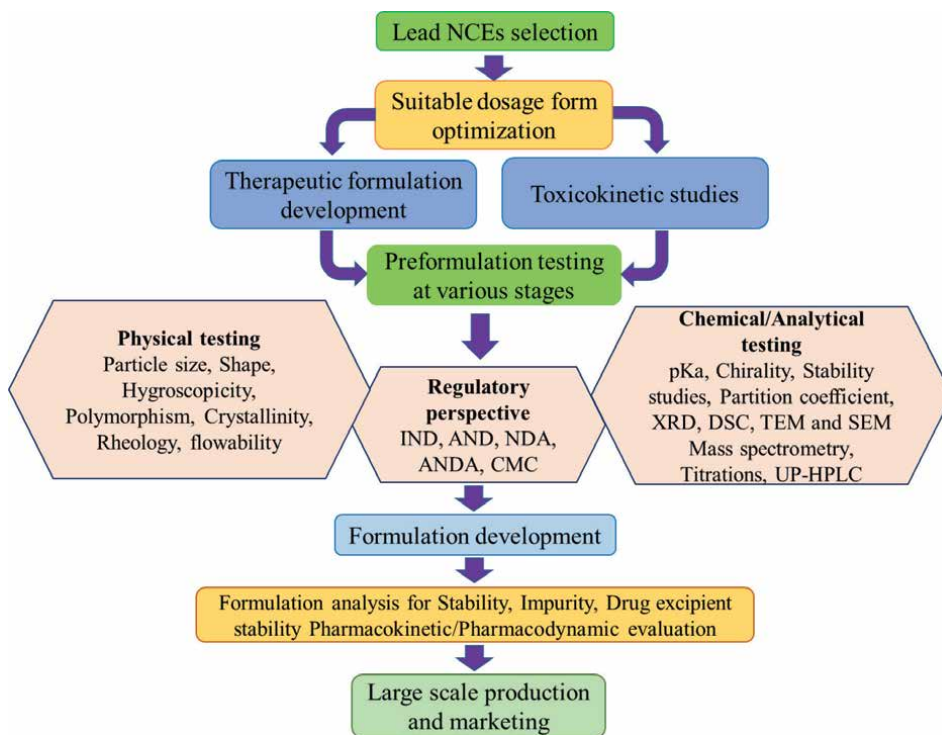 Lead NCEs selection
Suitable dosage form
optimization
Therapeutic formulation
development
Toxicokinetic studies
Preformulation testing
at various stages
Physical testing
Particle size, Shape,
Hygroscopicity,
Polymorphism, Crystallinity,
Rheology, flowability
Regulatory
perspective
IND, AND, NDA,
ANDA, CMC
Chemical/Analytical
testing
pKa, Chirality, Stability
studies, Partition coefficient,
XRD, DSC, TEM and SEM
Mass spectrometry,
Titrations, UP-HPLC
Formulation development
Formulation analysis for Stability, Impurity, Drug excipient
stability Pharmacokinetic/Pharmacodynamic evaluation
Large scale production
and marketing